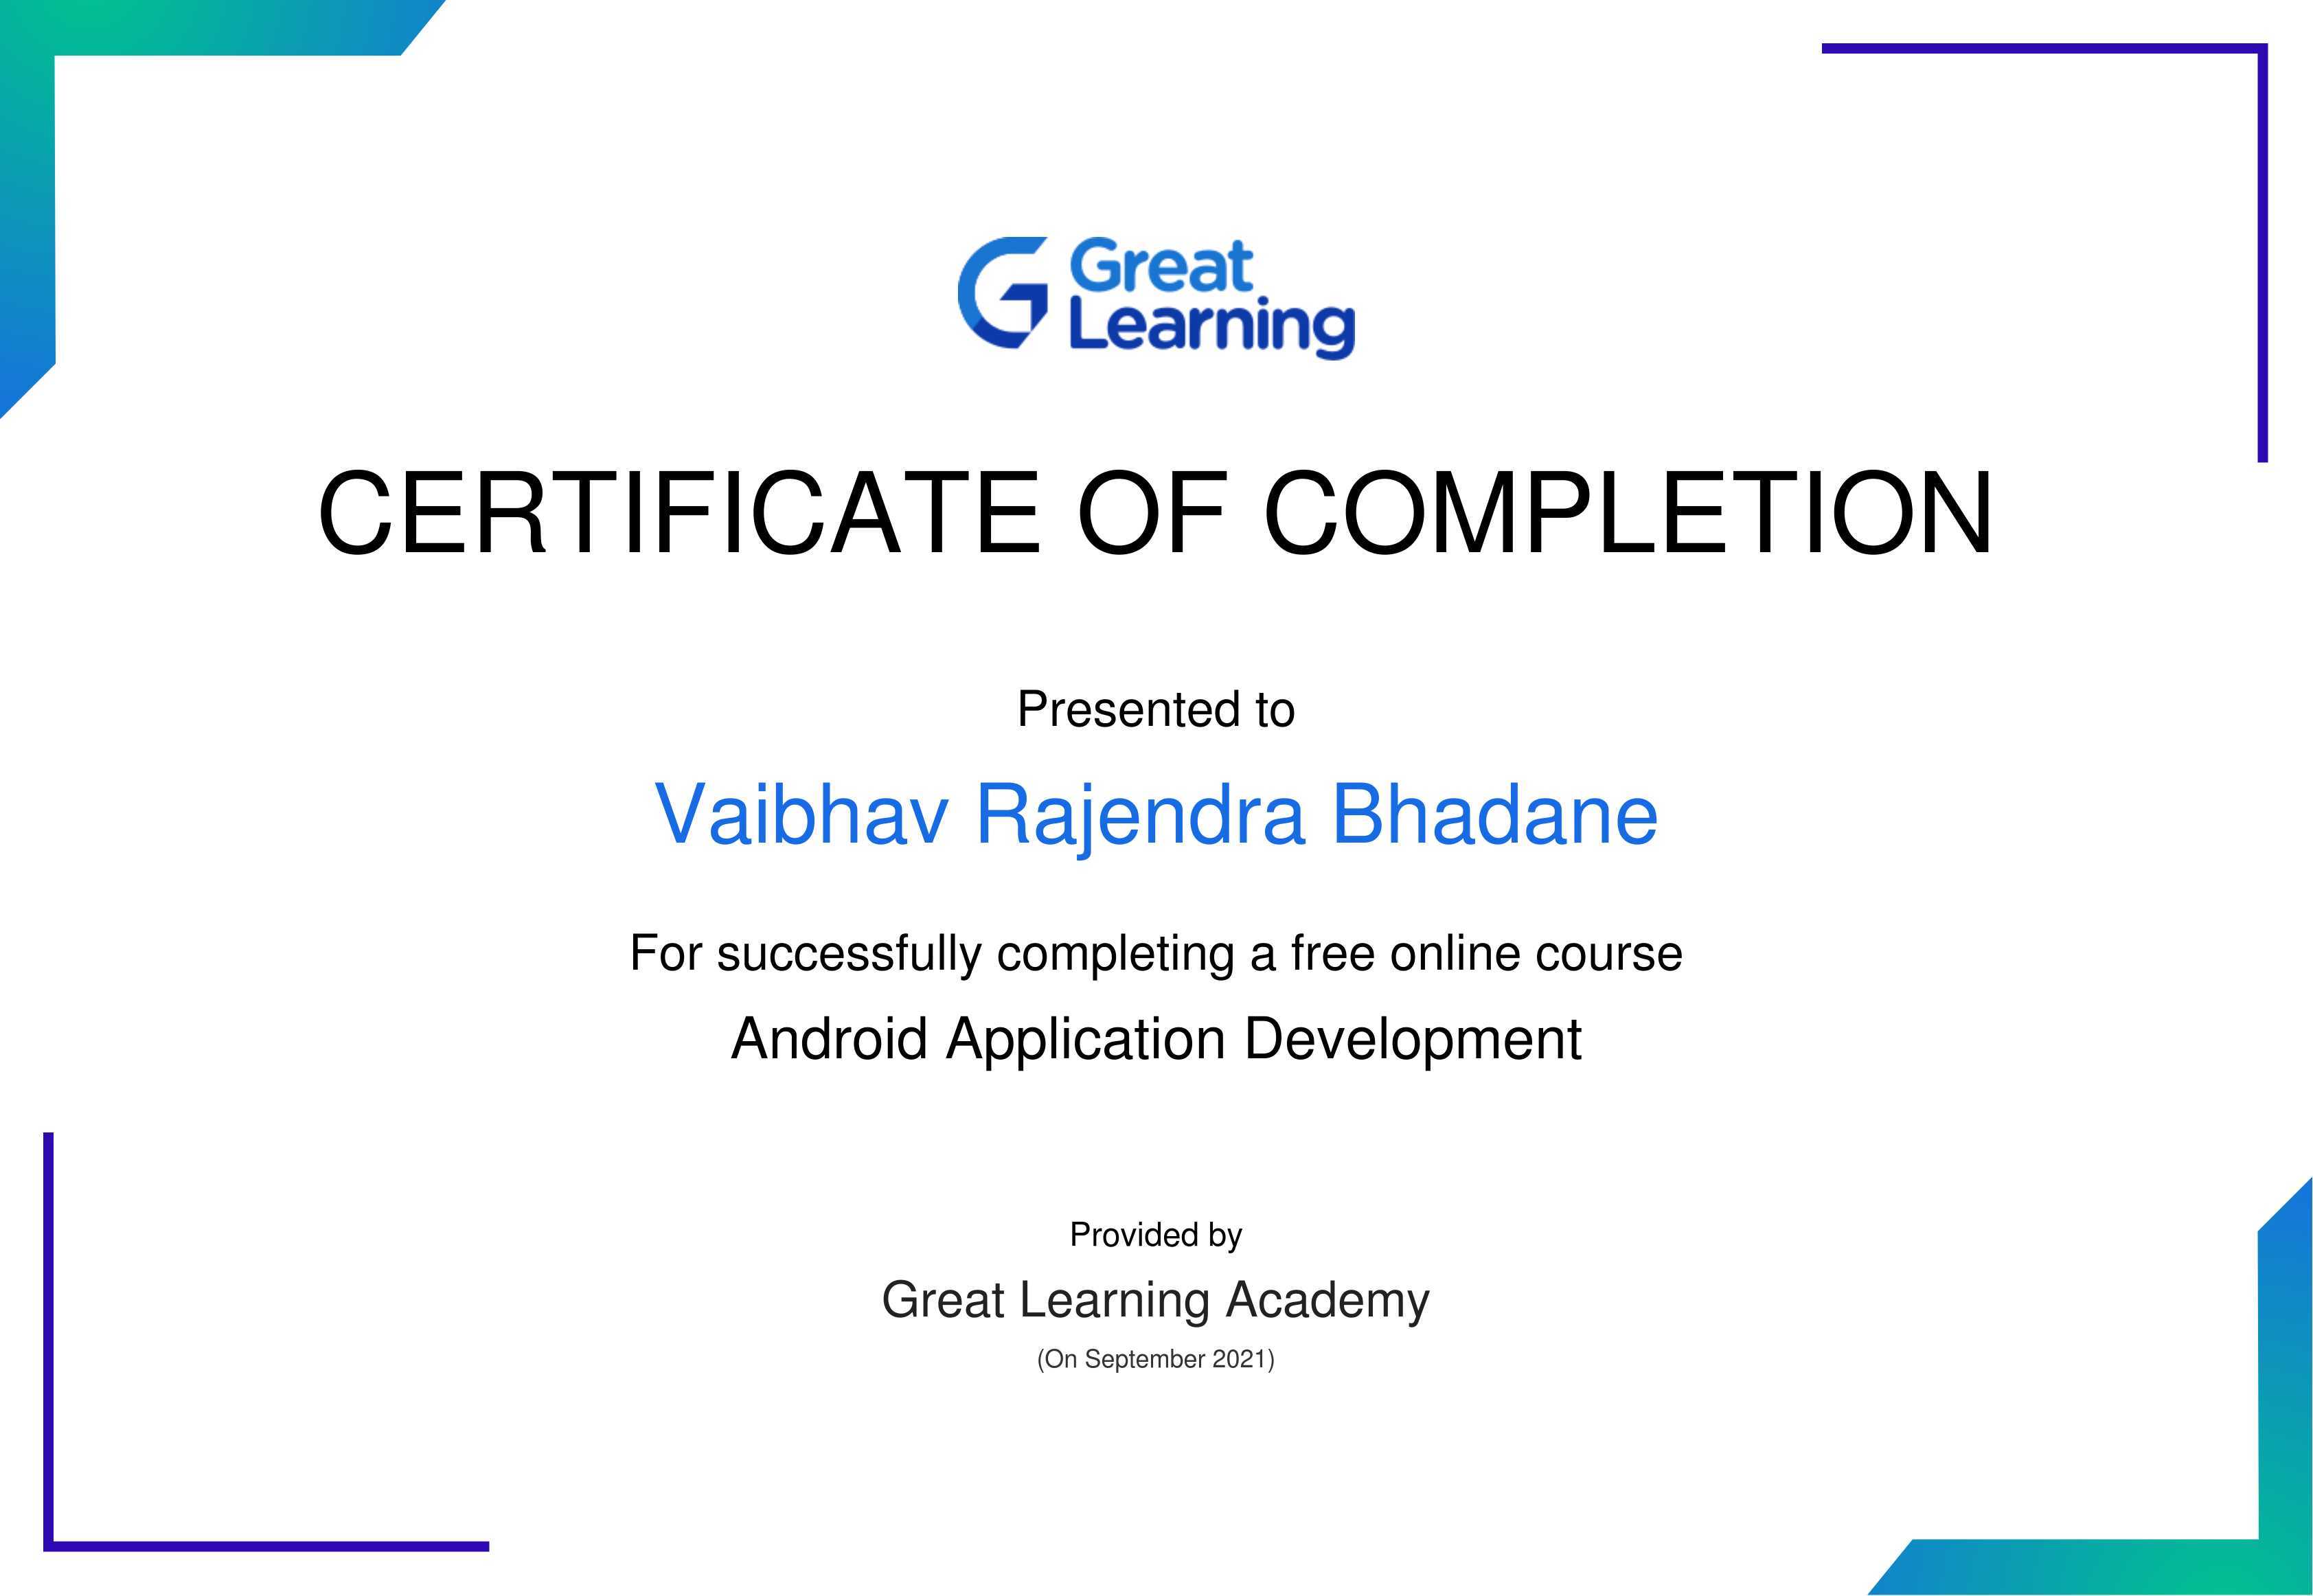 Great
Learning
CERTIFICATE OF COMPLETION
Presented to
Vaibhav Rajendra Bhadane
For successfully completing a free online course
Android Application Development
Provided by
Great Learning Academy
(On September 2021)